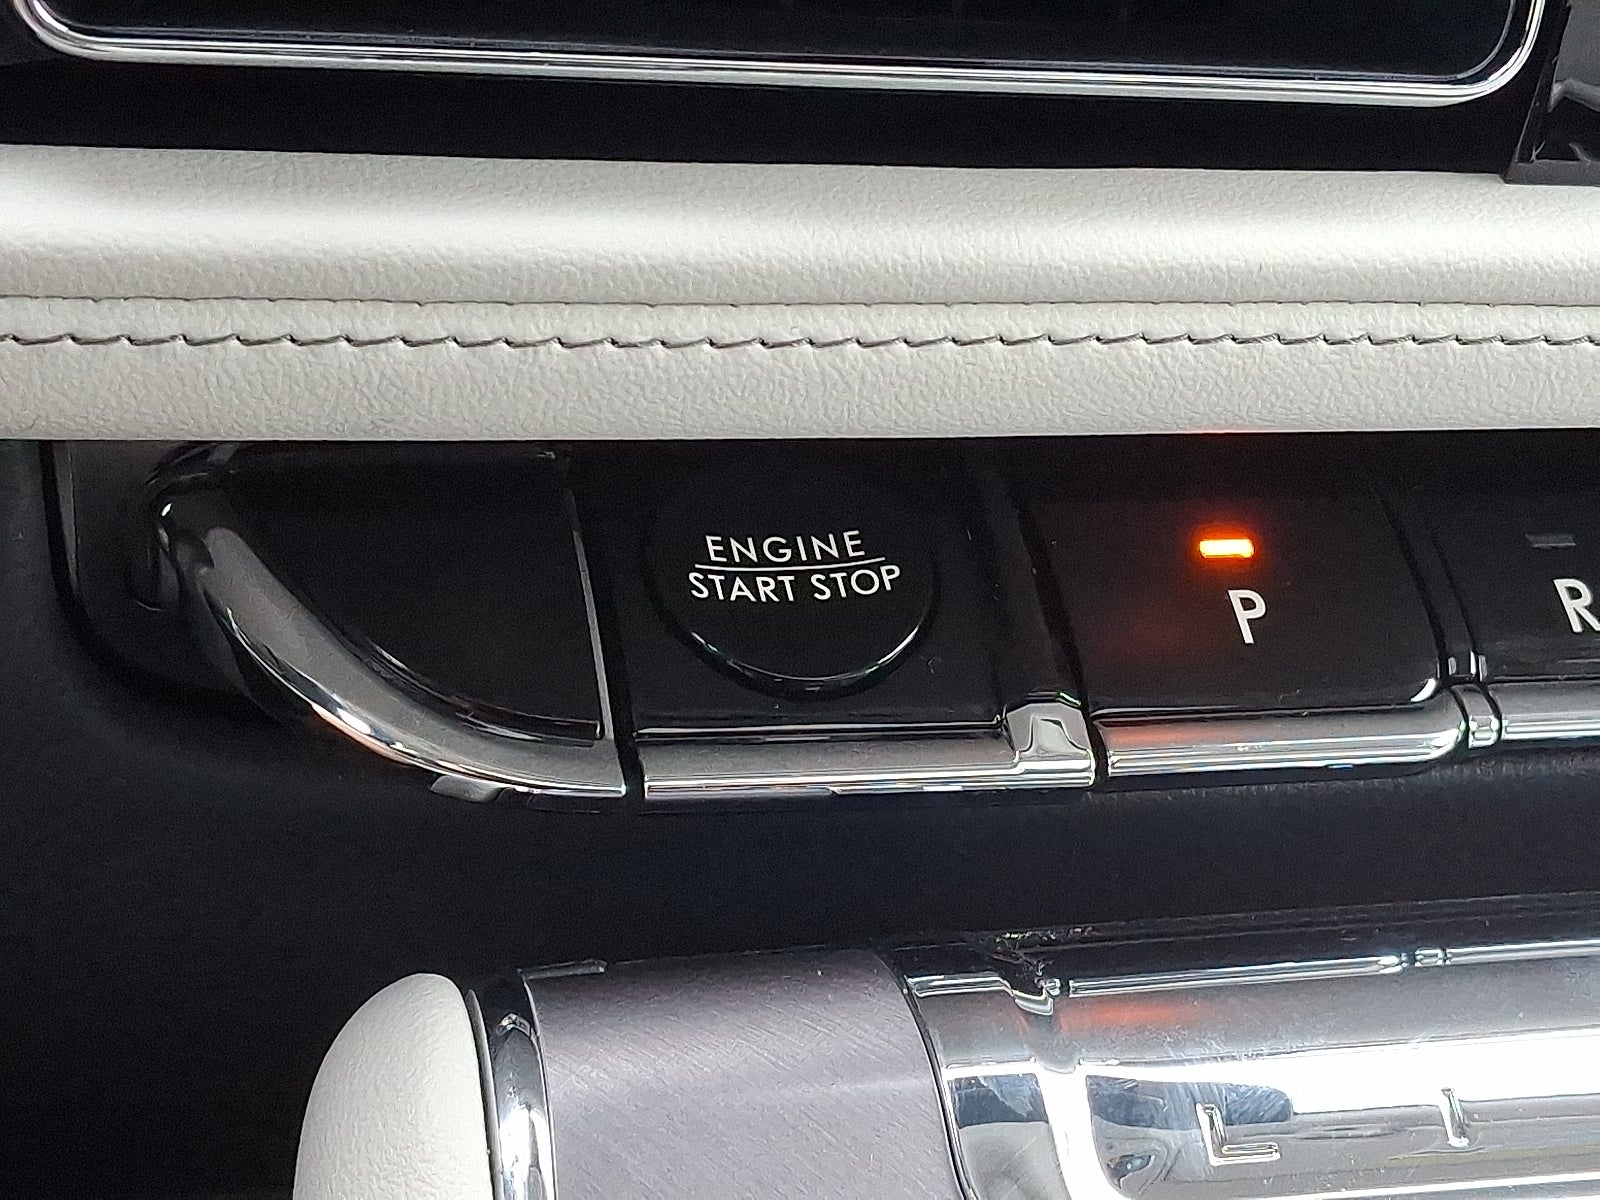 ENGINE
START STOP
P
R
L I